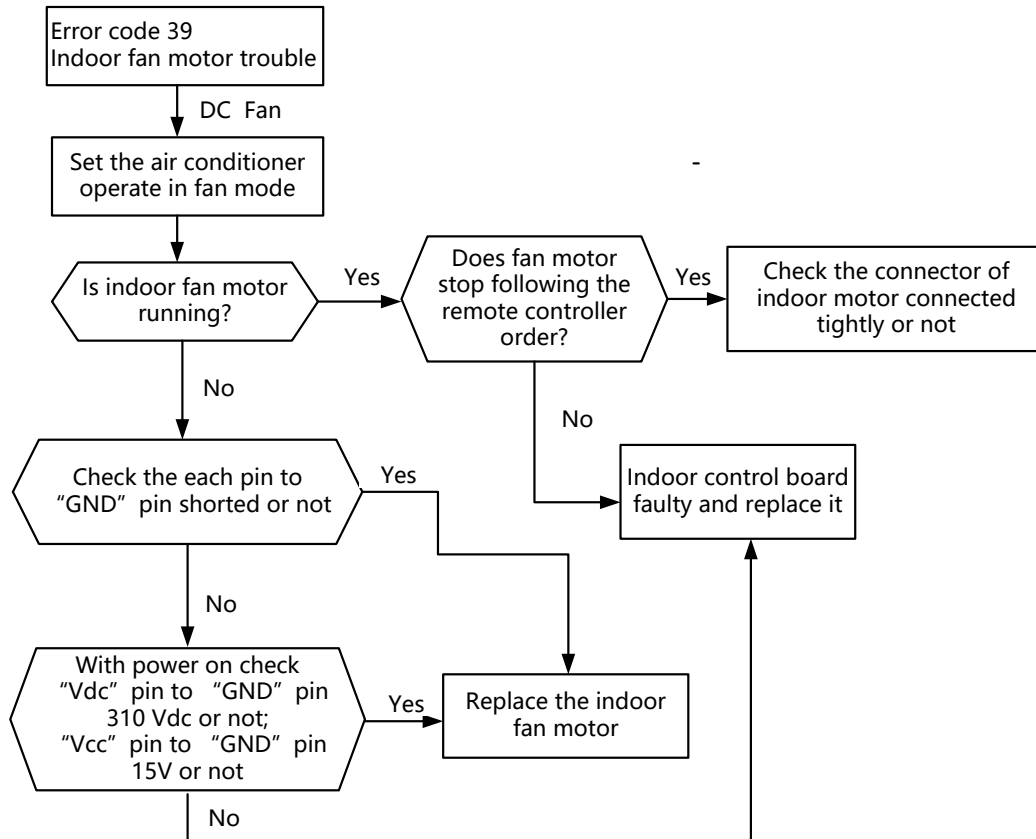 Error code 39
Indoor fan motor trouble
DC Fan
Set the air conditioner
operate in fan mode
-
Is indoor fan motor
running?
Yes
Does fan motor
stop following the
remote controller
order?
Yes
Check the connector of
indoor motor connected
tightly or not
No
No
Check the each pin to
“GND” pin shorted or not
Yes
Indoor control board
faulty and replace it
No
With power on check
“Vdc” pin to “GND” pin
310 Vdc or not;
“Vcc” pin to “GND” pin
15V or not
Yes
Replace the indoor
fan motor
No